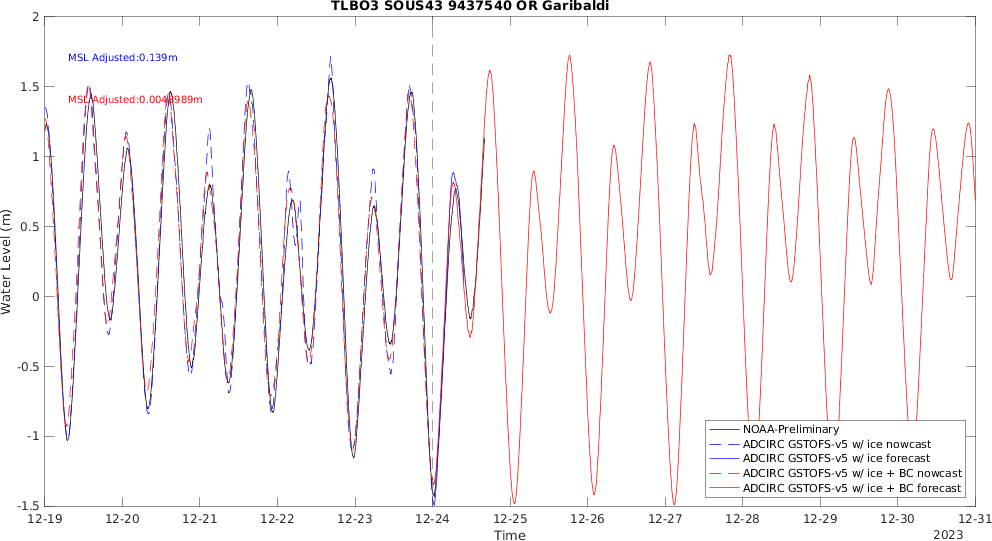 TLBO3 SOUS43 9437540 OR Garibaldi
MSL Adjusted:0.139m
2
1.5
1
0.5
0
-0.5
-1
-1.5
Water Level (m)
NOAA-Preliminary
ADCIRC GSTOFS-v5 w/ ice nowcast
ADCIRC GSTOFS-v5 w/ ice forecast
ADCIRC GSTOFS-v5 w/ ice + BC nowcast
ADCIRC GSTOFS-v5 w/ ice + BC forecast
12-19 12-20 12-21 12-22 12-23 12-24 12-25 12-26 12-27 12-28 12-29 12-30 12-31
Time
2023